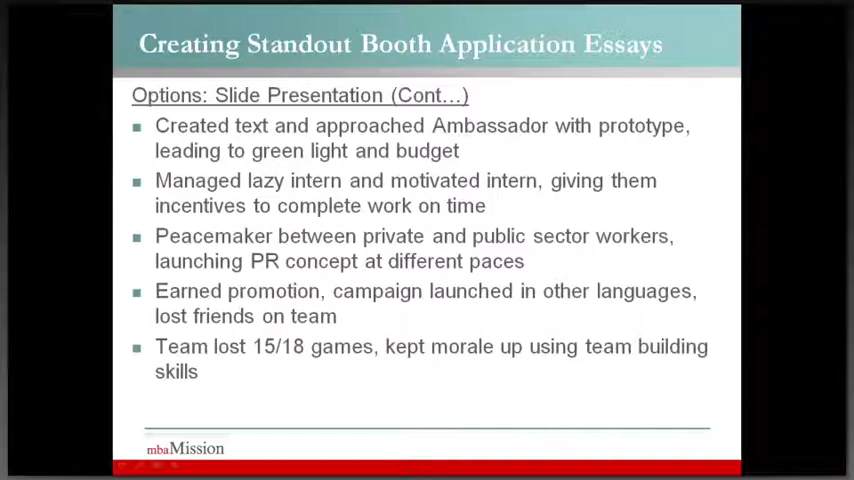 Creating Standout Booth Application Essays
Options: Slide Presentation (Cont…)
Created text and approached Ambassador with prototype,
leading to green light and budget
Managed lazy intern and motivated intern, giving them
incentives to complete work on time
Peacemaker between private and public sector workers,
launching PR concept at different paces
Earned promotion, campaign launched in other languages,
lost friends on team
Team lost 15/18 games, kept morale up using team building
skills
mbaMission